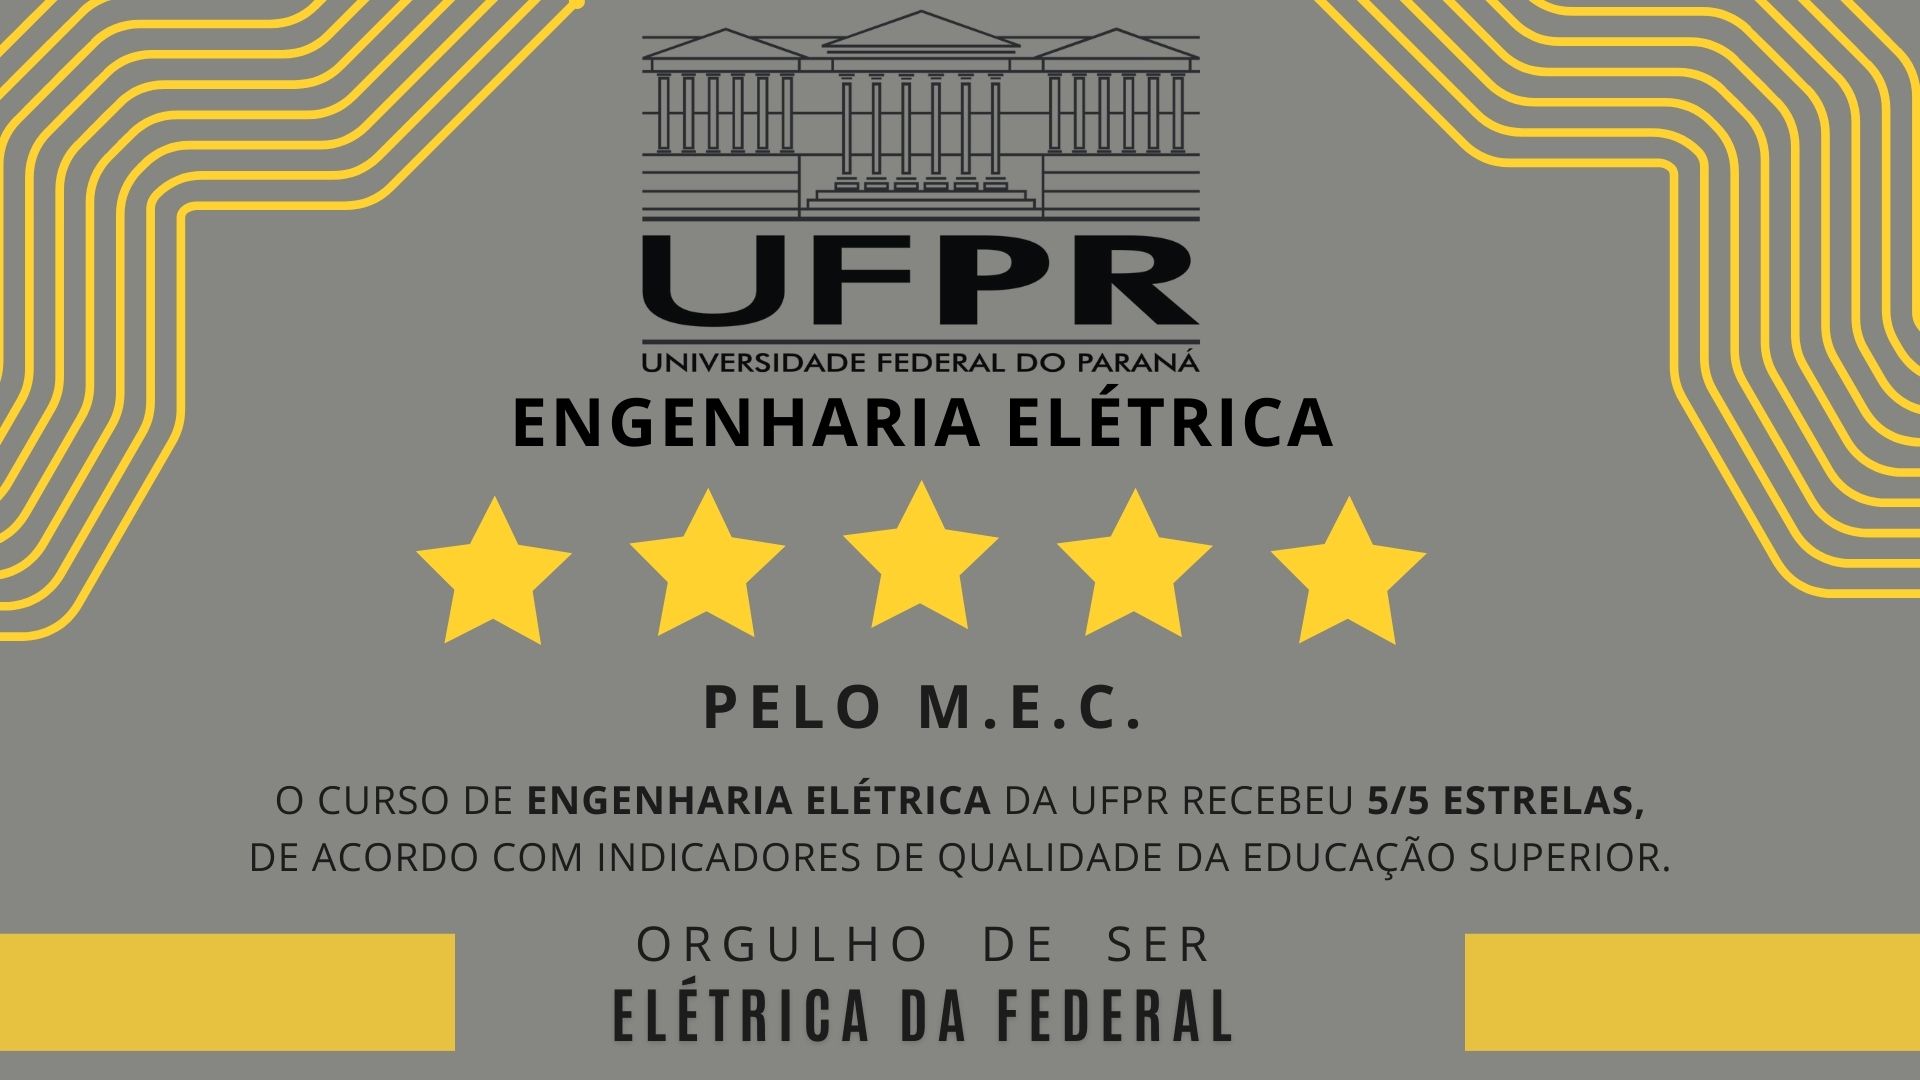 UFPR
UNIVERSIDADE FEDERAL DO PARANÁ
ENGENHARIA ELÉTRICA
PELO M.E.C.
O CURSO DE ENGENHARIA ELÉTRICA DA UFPR RECEBEU 5/5 ESTRELAS,
DE ACORDO COM INDICADORES DE QUALIDADE DA EDUCAÇÃO SUPERIOR.
ORGULHO DE SER
ELÉTRICA DA FEDERAL